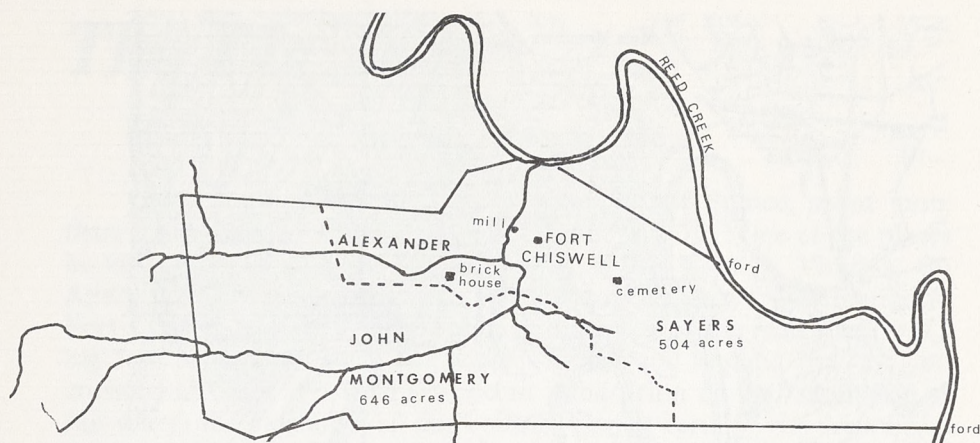 REED CREEK
mill
FORT
CHISWELL
ALEXANDER
brick
house
ford
cemetery
SAYERS
504 acres
JOHN
MONTGOMERY
646 acres
ford